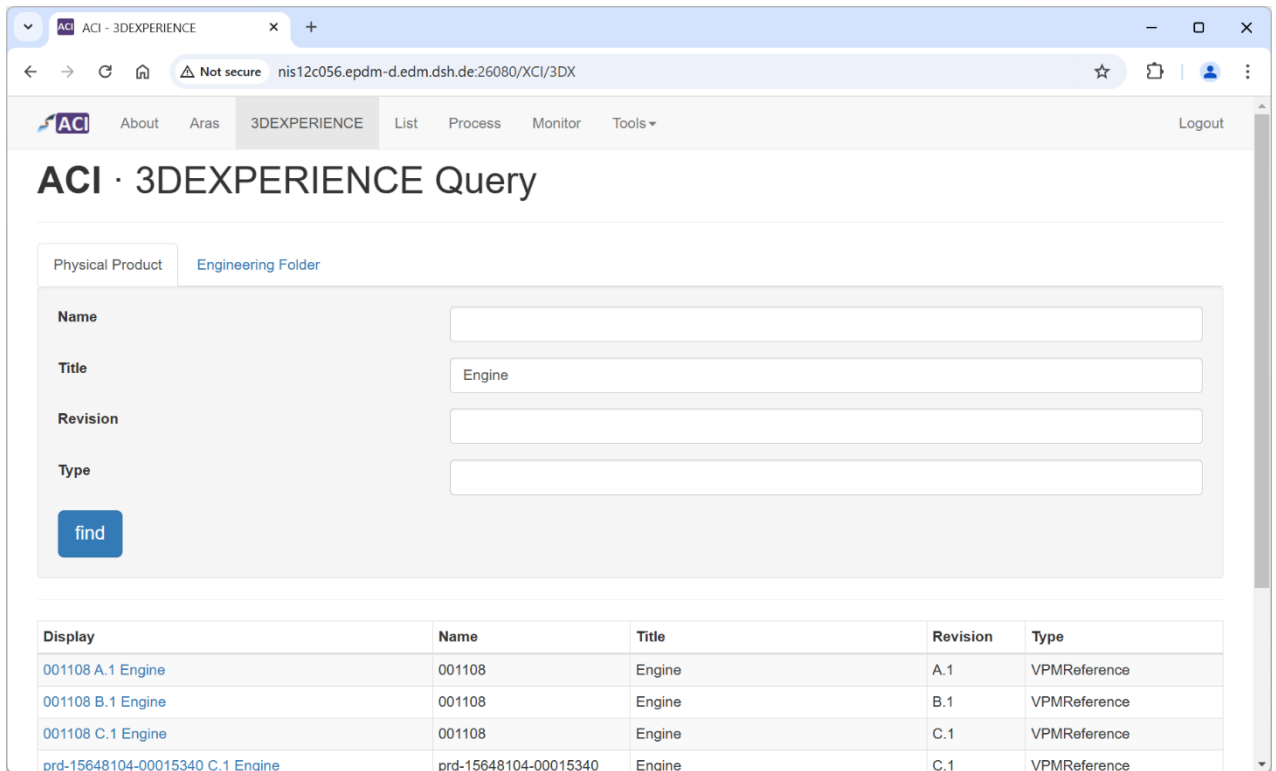 ACI ACI - 3DEXPERIENCE
Not secure nis12c056.epdm-d.edm.dsh.de:26080/XCI/3DX
ACI About Aras 3DEXPERIENCE List Process Monitor Tools Logout
ACI · 3DEXPERIENCE Query
Physical Product Engineering Folder
Name
Title Engine
Revision
Type
find
Display Name Title Revision Type
001108 A.1 Engine 001108 Engine A.1 VPMReference
001108 B.1 Engine 001108 Engine B.1 VPMReference
001108 C.1 Engine 001108 Engine C.1 VPMReference
prd-15648104-00015340 C.1 Engine prd-15648104-00015340 Engine C.1 VPMReference